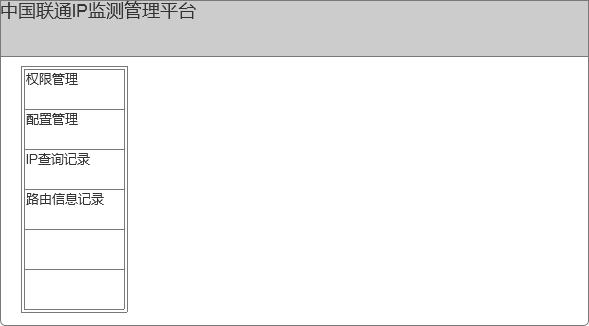 中国联通IP监测管理平台
权限管理
配置管理
IP查询记录
路由信息记录